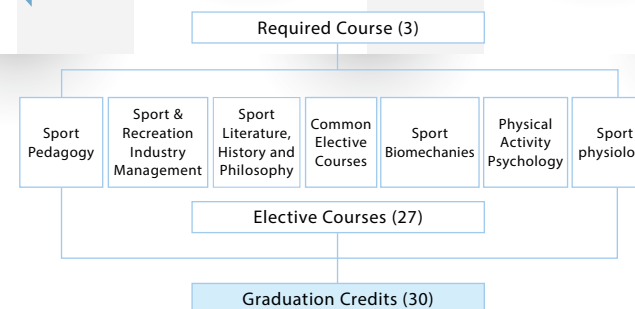 Required Course (3)
Sport
Pedagogy
Sport &
Recreation
Industry
Management
Sport
Literature,
History and
Philosophy
Common
Elective
Courses
Sport
Biomechanies
Physical
Activity
Psychology
Sport
Elective Courses (27)
Graduation Credits (30)